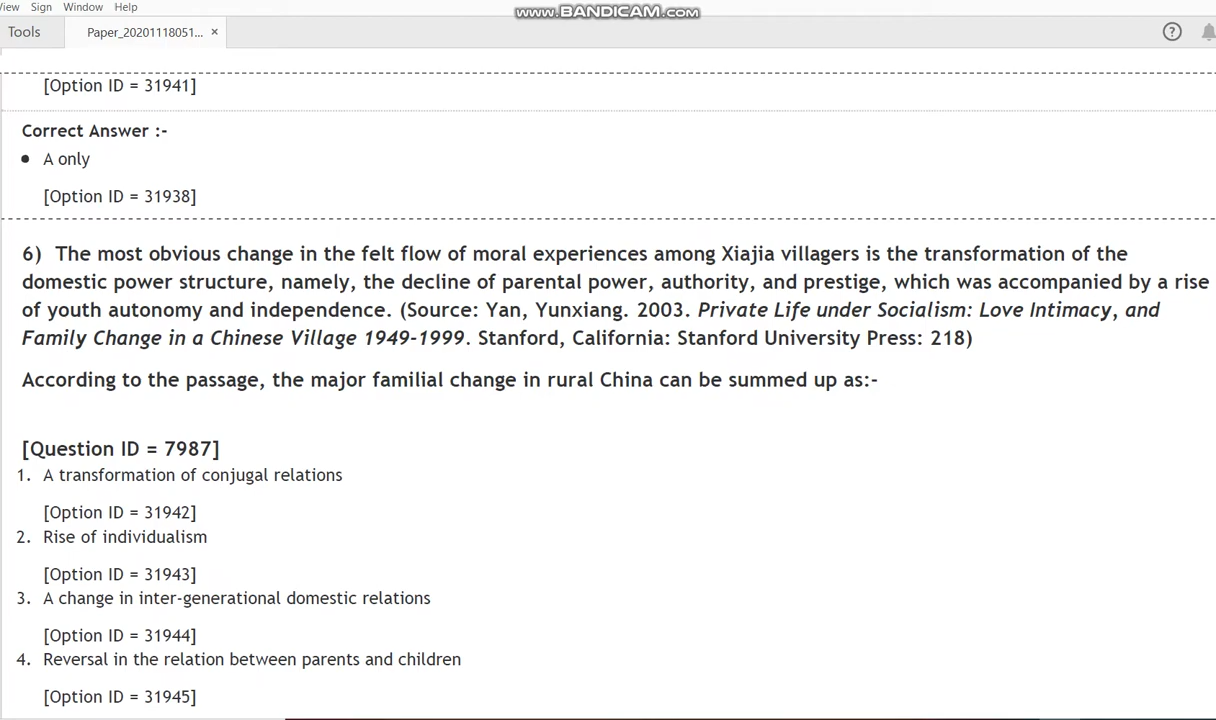 View Sign Window Help
www.BANDICAM.com
Tools
Paper_20201118051... ×
?
[Option ID = 31941]
Correct Answer :-
• A only
[Option ID = 31938]
6) The most obvious change in the felt flow of moral experiences among Xiajia villagers is the transformation of the
domestic power structure, namely, the decline of parental power, authority, and prestige, which was accompanied by a rise
of youth autonomy and independence. (Source: Yan, Yunxiang. 2003. Private Life under Socialism: Love Intimacy, and
Family Change in a Chinese Village 1949-1999. Stanford, California: Stanford University Press: 218)
According to the passage, the major familial change in rural China can be summed up as:-
[Question ID = 7987]
1. A transformation of conjugal relations
[Option ID = 31942]
2. Rise of individualism
[Option ID = 31943]
3. A change in inter-generational domestic relations
[Option ID = 31944]
4. Reversal in the relation between parents and children
[Option ID = 31945]